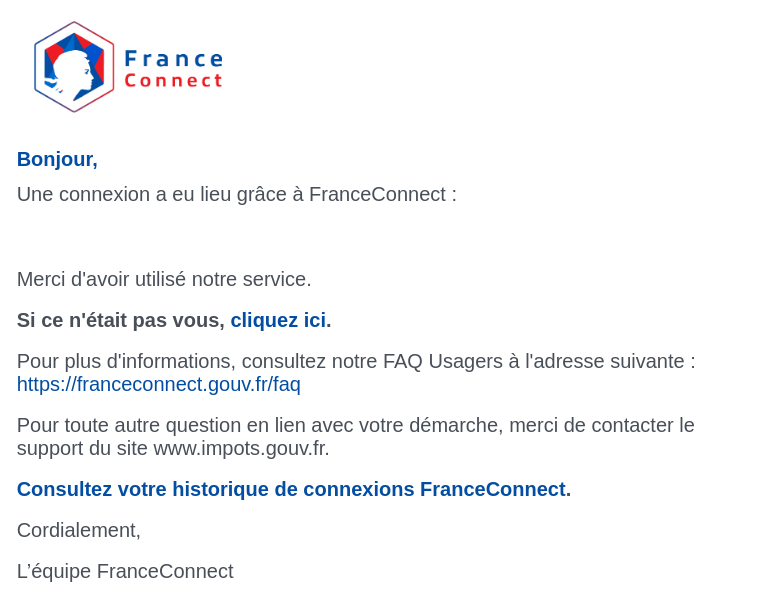 France
Connect
Bonjour,
Une connexion a eu lieu grâce à FranceConnect :
Merci d'avoir utilisé notre service.
Si ce n'était pas vous, cliquez ici.
Pour plus d'informations, consultez notre FAQ Usagers à l'adresse suivante :
https://franceconnect.gouv.fr/faq
Pour toute autre question en lien avec votre démarche, merci de contacter le
support du site www.impots.gouv.fr.
Consultez votre historique de connexions FranceConnect.
Cordialement,
L’équipe FranceConnect